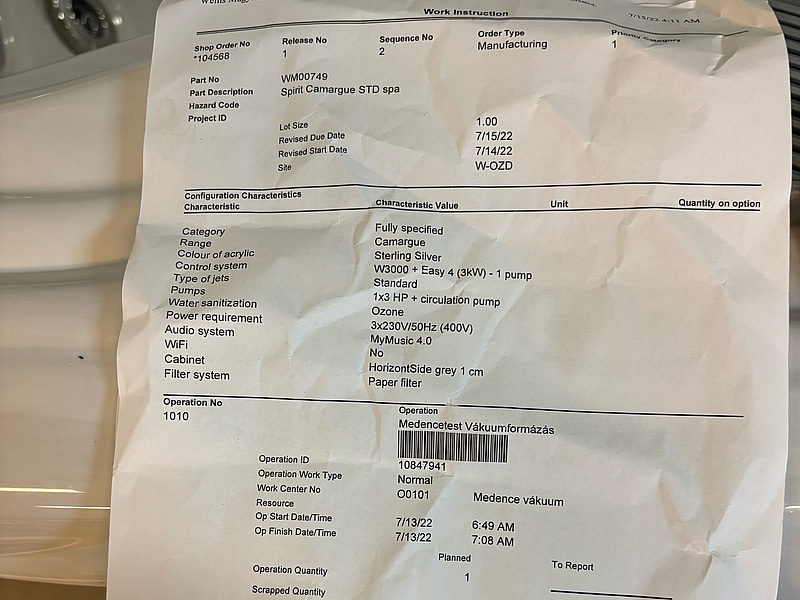 Work Instruction
7/15/22 4:11 AM
Shop Order No Release No Sequence No Order Type Priority Category
*104568 1 2 Manufacturing 1
Part No WM00749
Part Description Spirit Camargue STD spa
Hazard Code
Project ID
Lot Size 1.00
Revised Due Date 7/15/22
Revised Start Date 7/14/22
Site W-OZD
Configuration Characteristics
Characteristic Characteristic Value Unit Quantity on option
Category Fully specified
Range Camargue
Colour of acrylic Sterling Silver
Control system W3000 + Easy 4 (3kW) - 1 pump
Type of jets Standard
Pumps 1x3 HP + circulation pump
Water sanitization Ozone
Power requirement 3x230V/50Hz (400V)
Audio system MyMusic 4.0
WiFi No
Cabinet HorizontSide grey 1 cm
Filter system Paper filter
Operation No Operation
1010 Medencetest Vákuumformázás
Operation ID 10847941
Operation Work Type Normal
Work Center No O0101 Medence vákuum
Resource
Op Start Date/Time 7/13/22 6:49 AM
Op Finish Date/Time 7/13/22 7:08 AM
Planned To Report
Operation Quantity 1
Scrapped Quantity